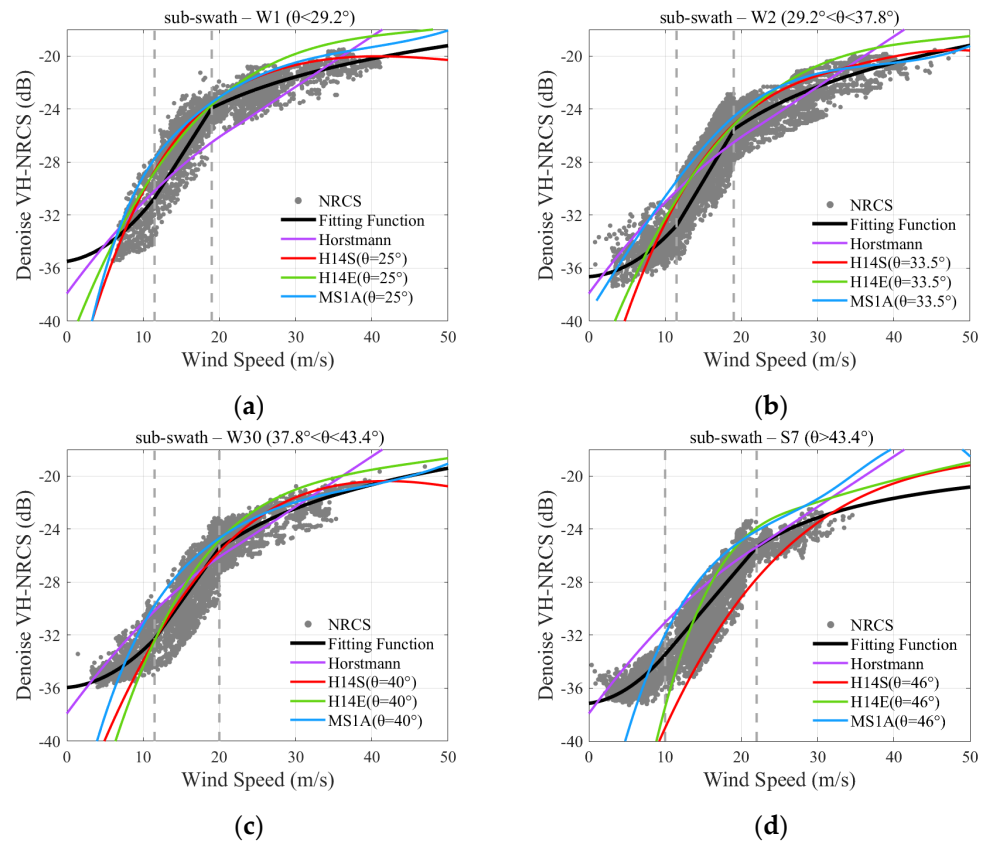 sub-swath – W1 (θ<29.2°)
Denoise VH-NRCS (dB)
-20
-24
-28
-32
-36
-40
NRCS
Fitting Function
Horstmann
H14S(θ=25°)
H14E(θ=25°)
MS1A(θ=25°)
0 10 20 30 40 50
Wind Speed (m/s)
(a)
sub-swath – W2 (29.2°<θ<37.8°)
Denoise VH-NRCS (dB)
-20
-24
-28
-32
-36
-40
NRCS
Fitting Function
Horstmann
H14S(θ=33.5°)
H14E(θ=33.5°)
MS1A(θ=33.5°)
0 10 20 30 40 50
Wind Speed (m/s)
(b)
sub-swath – W30 (37.8°<θ<43.4°)
Denoise VH-NRCS (dB)
-20
-24
-28
-32
-36
-40
NRCS
Fitting Function
Horstmann
H14S(θ=40°)
H14E(θ=40°)
MS1A(θ=40°)
0 10 20 30 40 50
Wind Speed (m/s)
(c)
sub-swath – S7 (θ>43.4°)
Denoise VH-NRCS (dB)
-20
-24
-28
-32
-36
-40
NRCS
Fitting Function
Horstmann
H14S(θ=46°)
H14E(θ=46°)
MS1A(θ=46°)
0 10 20 30 40 50
Wind Speed (m/s)
(d)